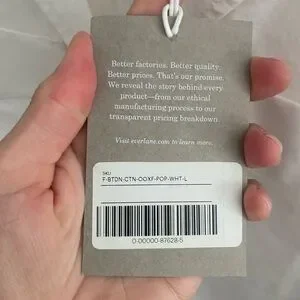 Better factories. Better quality.
Better prices. That's our promise.
We reveal the story behind every
product—from our ethical
manufacturing process to our
transparent pricing breakdown.
Visit everlane.com to learn more.
SKU
F-BTDN-CTN-OOXF-POP-WHT-L
D-00000-87628-5